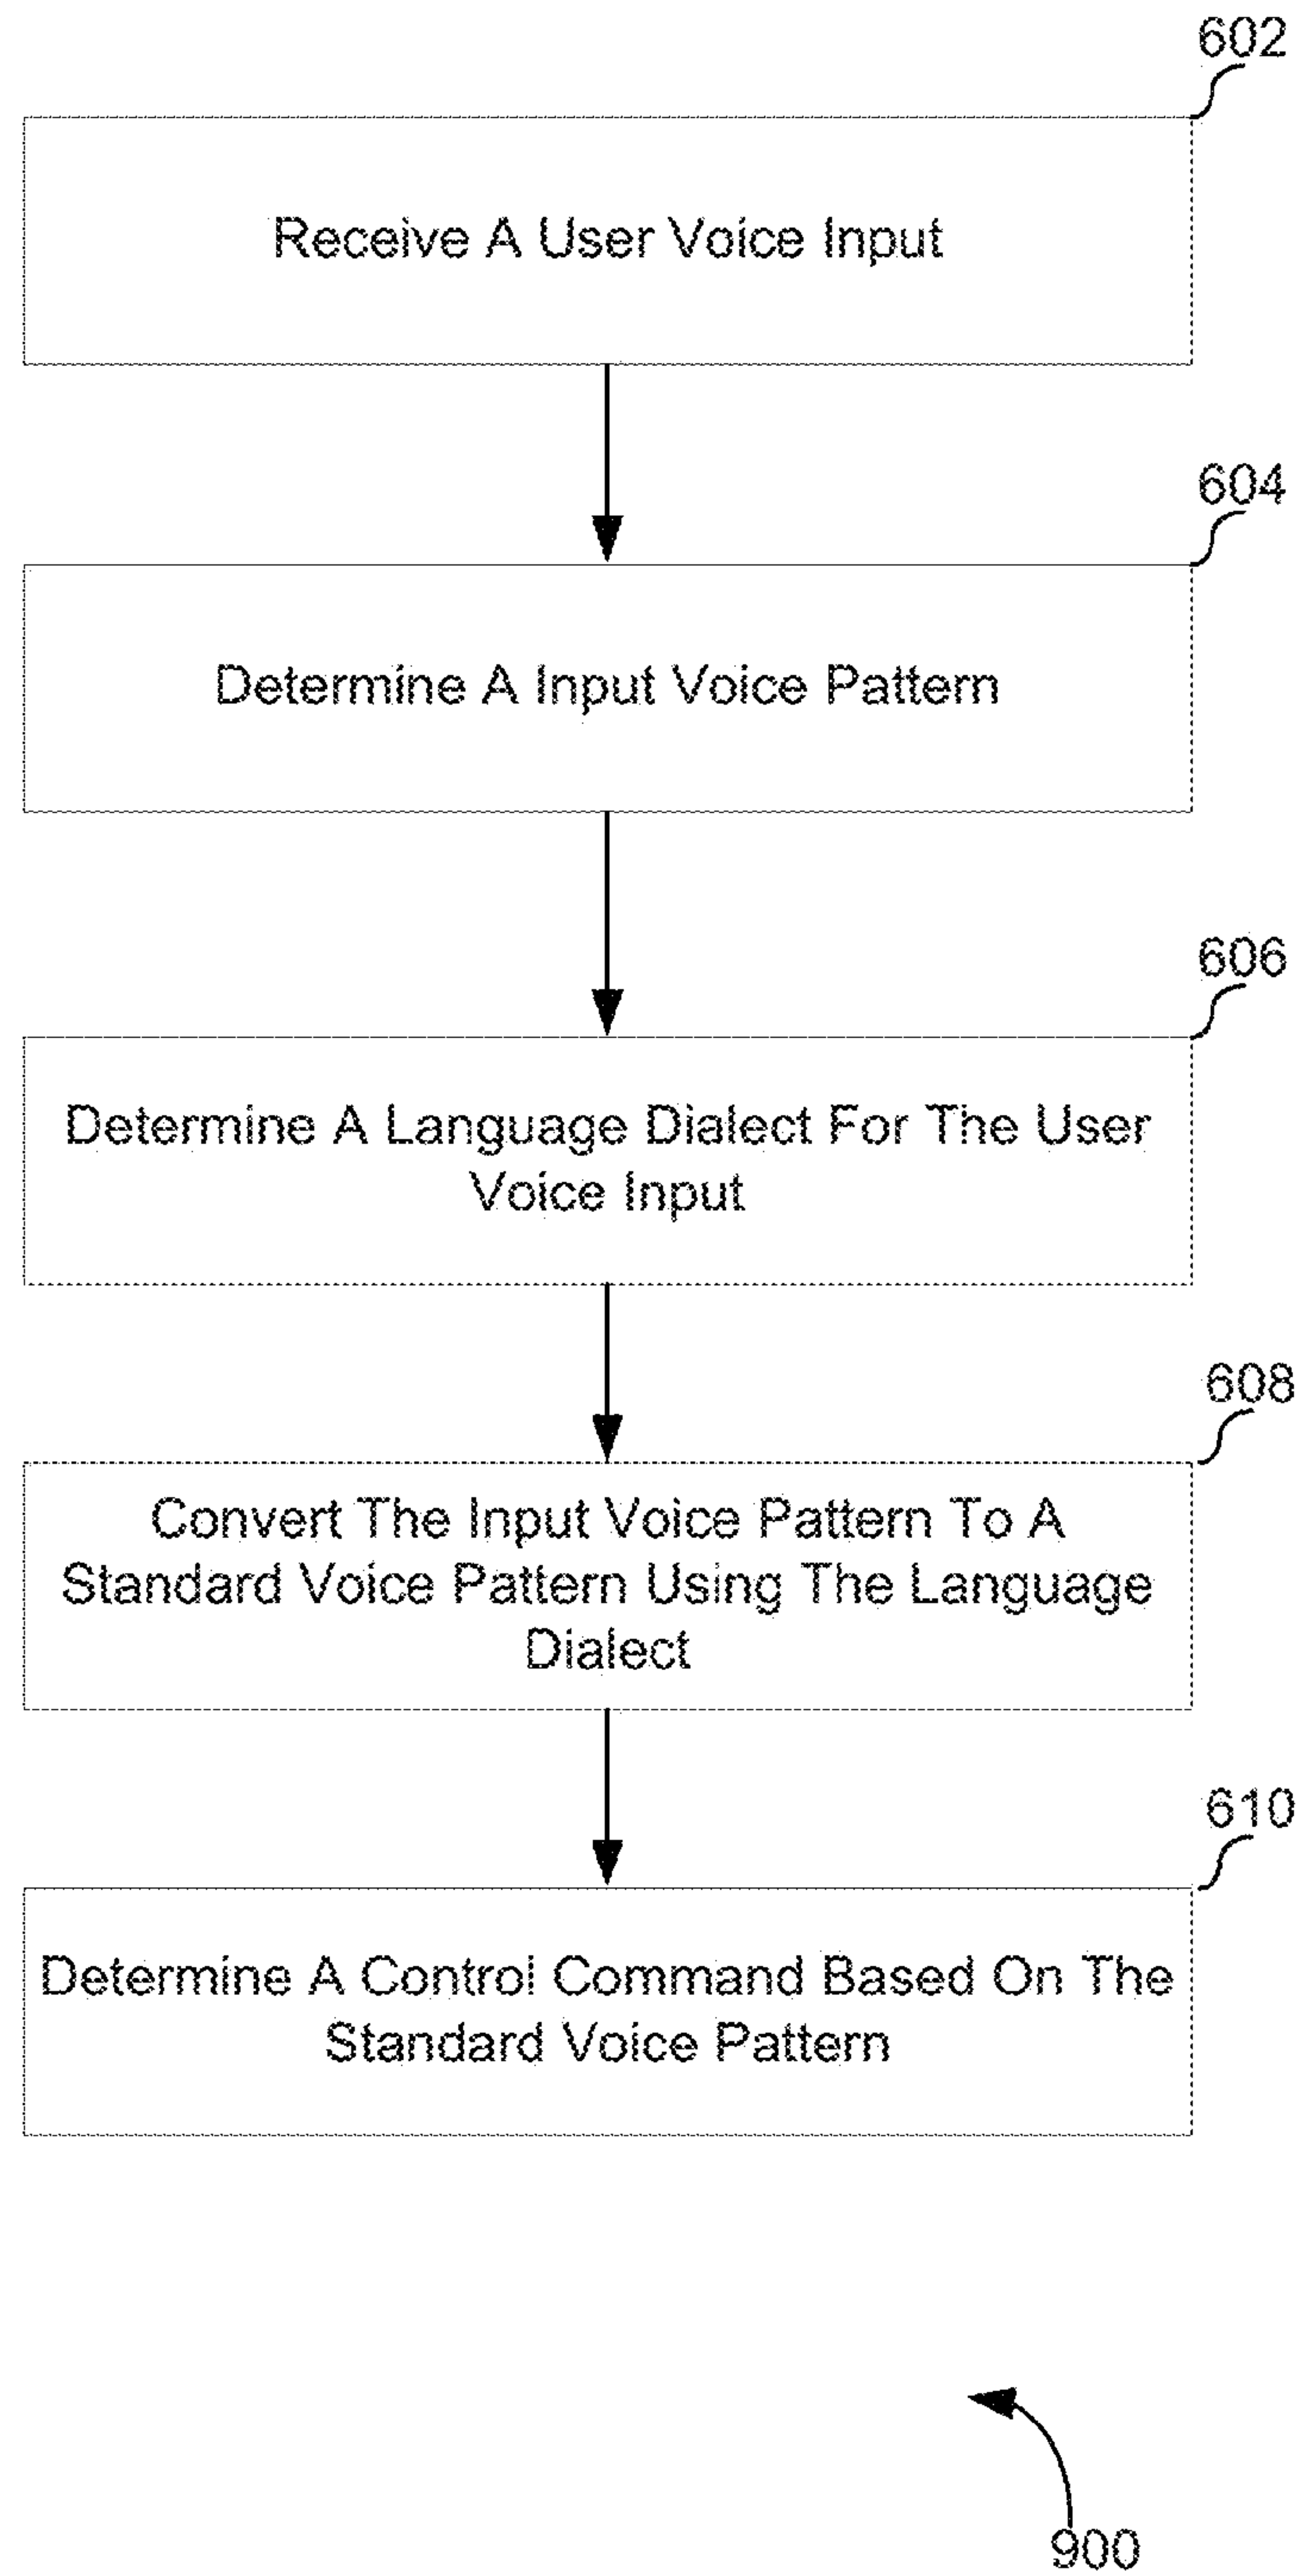 602
Receive A User Voice Input
604
Determine A Input Voice Pattern
606
Determine A Language Dialect For The User
Voice Input
608
Convert The Input Voice Pattern To A
Standard Voice Pattern Using The Language
Dialect
610
Determine A Control Command Based On The
Standard Voice Pattern
900